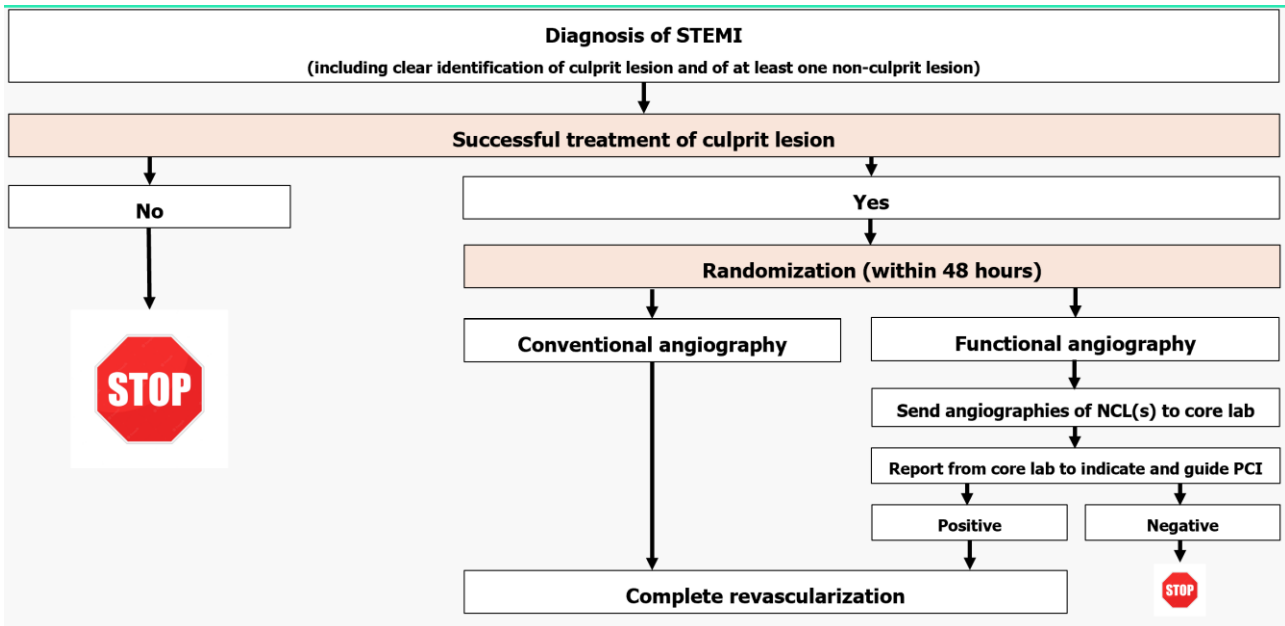 Diagnosis of STEMI
(including clear identification of culprit lesion and of at least one non-culprit lesion)
Successful treatment of culprit lesion
No
Yes
Randomization (within 48 hours)
STOP
Conventional angiography
Functional angiography
Send angiographies of NCL(s) to core lab
Report from core lab to indicate and guide PCI
Positive
Negative
Complete revascularization
STOP